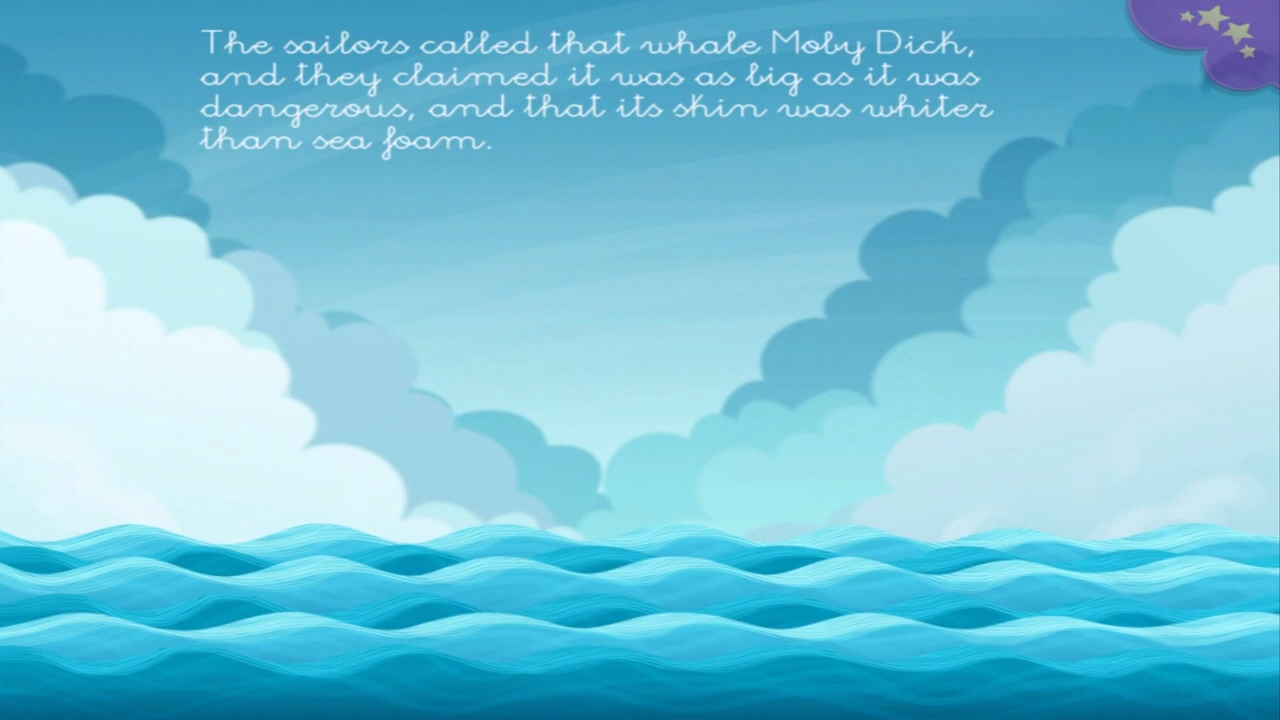 The sailors called that whale Moby Dick,
and they claimed it was as big as it was
dangerous, and that its skin was whiter
than sea foam.